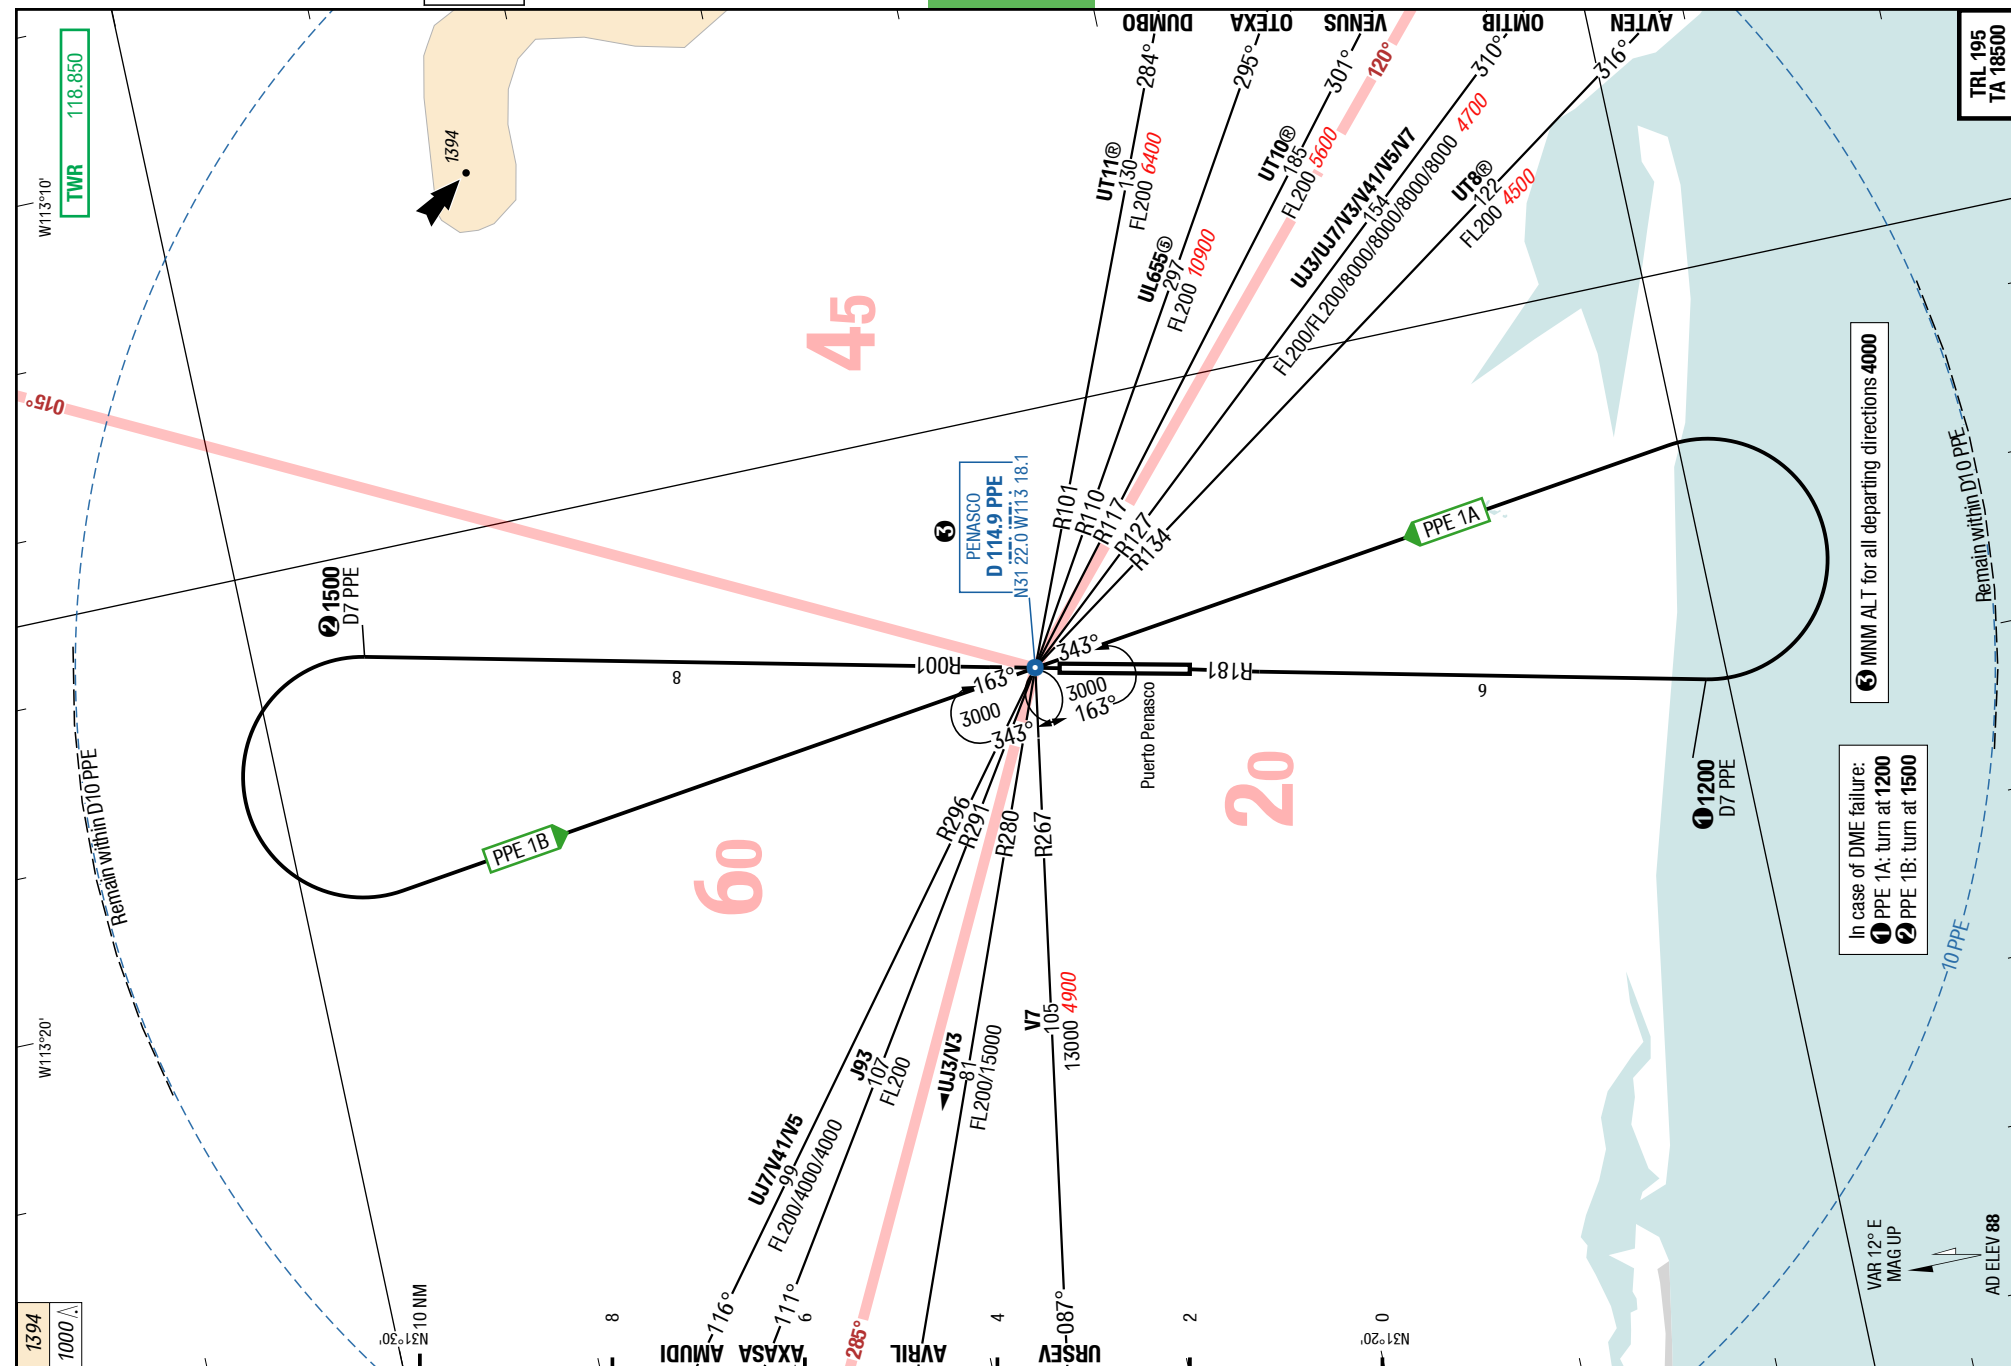 TWR 118.850
W113°10'
1394
015°
DUMBO
OTEXA
VENUS
OMTIB
AVTEN
284°
295°
301°
120°
310°
316°
TRL 195
TA 18500
UT11®
130
FL200 6400
UL655⑤
297
FL200 10900
UT10®
185
FL200 5600
UJ3/UJ7/V3/V41/V5/V7
154
FL200/FL200/8000/8000/8000/8000 4700
UT8®
122
FL200 4500
45
❸
PENASCO
D 114.9 PPE
N31 22.0 W113 18.1
R101
R110
R117
R127
R134
PPE 1A
❷ 1500
D7 PPE
8
R001
163°
3000
343°
343°
3000
163°
R181
9
Puerto Penasco
❶ 1200
D7 PPE
Remain within D10 PPE
Remain within D10 PPE
10 PPE
❸ MNM ALT for all departing directions 4000
In case of DME failure:
❶ PPE 1A: turn at 1200
❷ PPE 1B: turn at 1500
PPE 1B
60
20
R296
R291
R280
R267
UJ7/V41/V5
99
FL200/4000/4000
J93
107
FL200
UJ3/V3
81
FL200/15000
V7
105
13000 4900
116°
111°
285°
087°
AMUDI
AXASA
AVRIL
URSEV
W113°20'
1394
1000
N31°30'
10 NM
8
6
4
2
0
N31°20'
VAR 12° E
MAG UP
AD ELEV 88